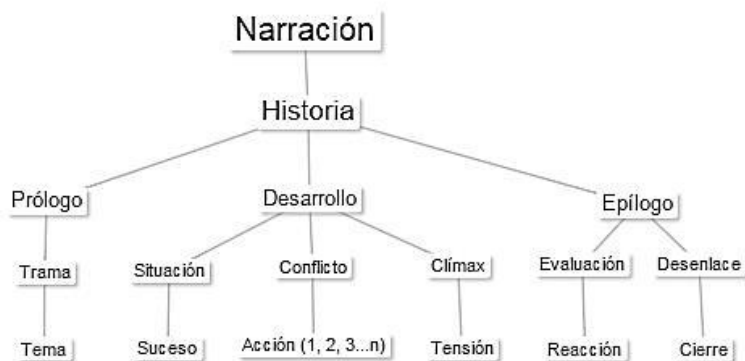 Narración
Historia
Prólogo
Desarrollo
Epílogo
Trama
Situación
Conflicto
Clímax
Evaluación
Desenlace
Tema
Suceso
Acción (1, 2, 3...n)
Tensión
Reacción
Cierre